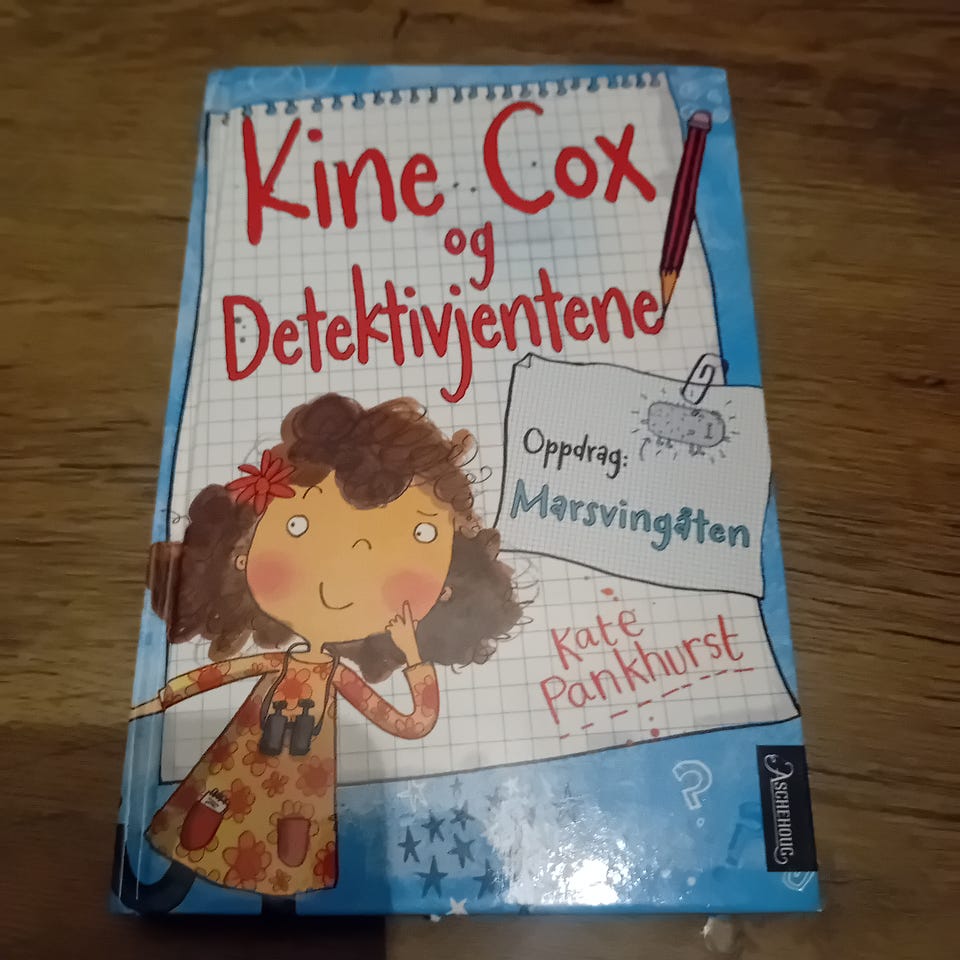 Kine Cox
og
Detektivjentene
Oppdrag:
Marsvingåten
Kate
Pankhurst
ASCHEHOUG
?